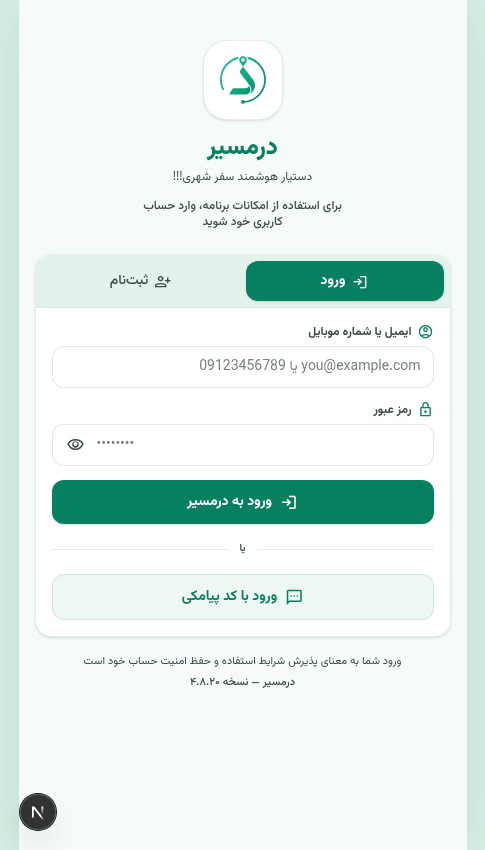 درمسیر
دستیار هوشمند سفر شهری!!!
برای استفاده از امکانات برنامه، وارد حساب
کاربری خود شوید
ورود
ثبت‌نام
ایمیل یا شماره موبایل
you@example.com یا 09123456789
رمز عبور
••••••••
ورود به درمسیر
یا
ورود با کد پیامکی
ورود شما به معنای پذیرش شرایط استفاده و حفظ امنیت حساب خود است
درمسیر — نسخه ۴.۸.۲۰
N